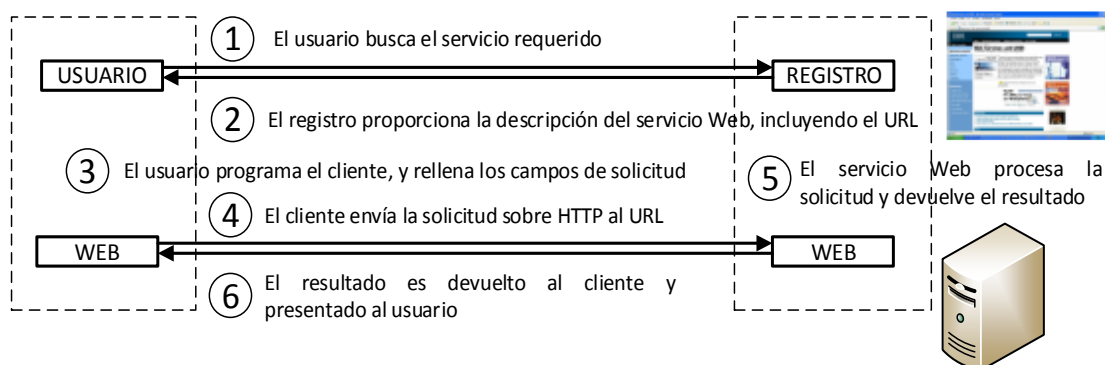 1 El usuario busca el servicio requerido
USUARIO
REGISTRO
2 El registro proporciona la descripción del servicio Web, incluyendo el URL
3 El usuario programa el cliente, y rellena los campos de solicitud
5 El servicio Web procesa la
solicitud y devuelve el resultado
4 El cliente envía la solicitud sobre HTTP al URL
WEB
WEB
6 El resultado es devuelto al cliente y
presentado al usuario